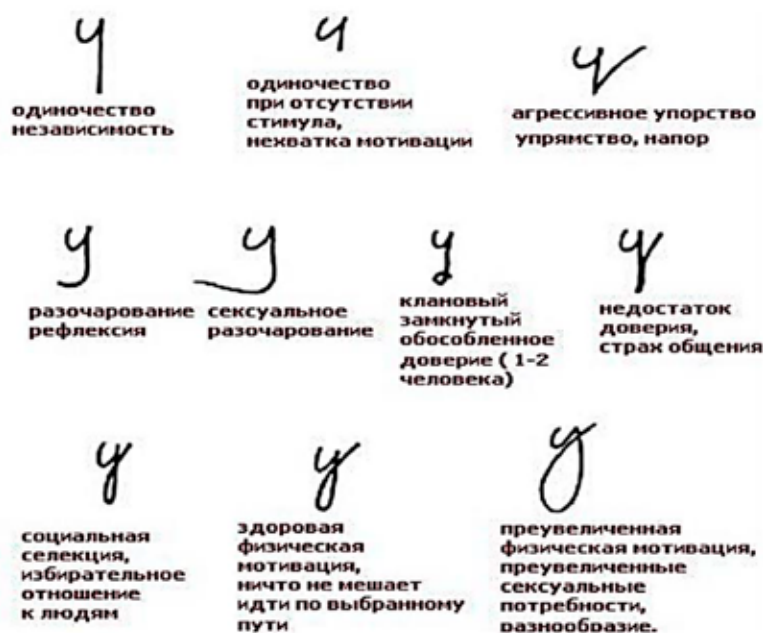 у
одиночество
независимость
у
одиночество
при отсутствии
стимула,
нехватка мотивации
у
агрессивное упорство
упрямство, напор
у
разочарование
рефлексия
у
сексуальное
разочарование
у
клановый
замкнутый
обособленное
доверие ( 1-2
человека)
у
недостаток
доверия,
страх общения
у
социальная
селекция,
избирательное
отношение
к людям
у
здоровая
физическая
мотивация,
ничто не мешает
идти по выбранному
пути
у
преувеличенная
физическая мотивация,
преувеличенные
сексуальные
потребности,
разнообразие.